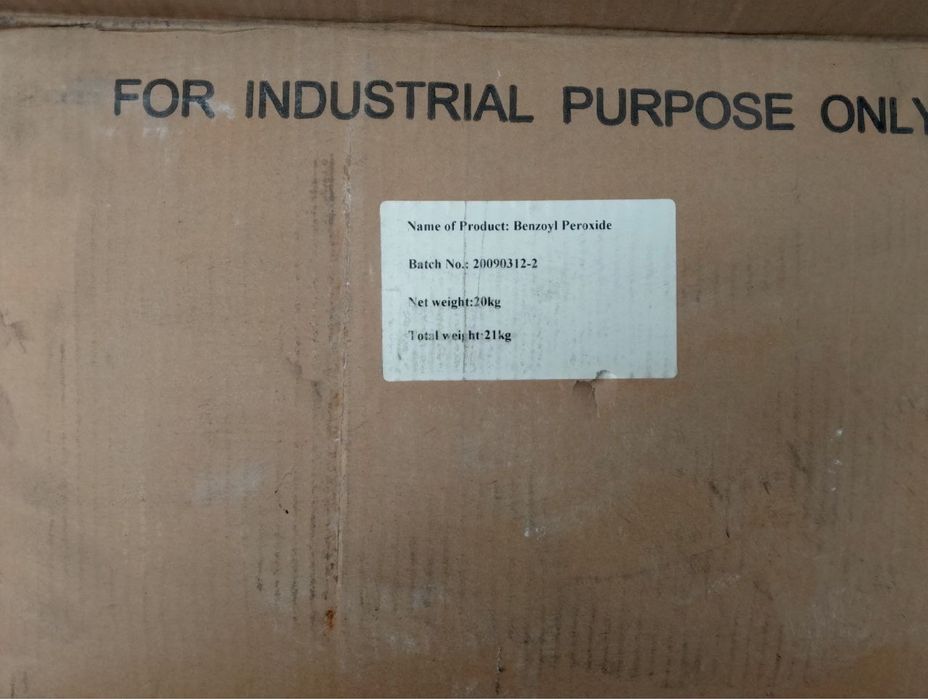 FOR INDUSTRIAL PURPOSE ONLY
Name of Product: Benzoyl Peroxide
Batch No.: 20090312-2
Net weight:20kg
Total weight:21kg